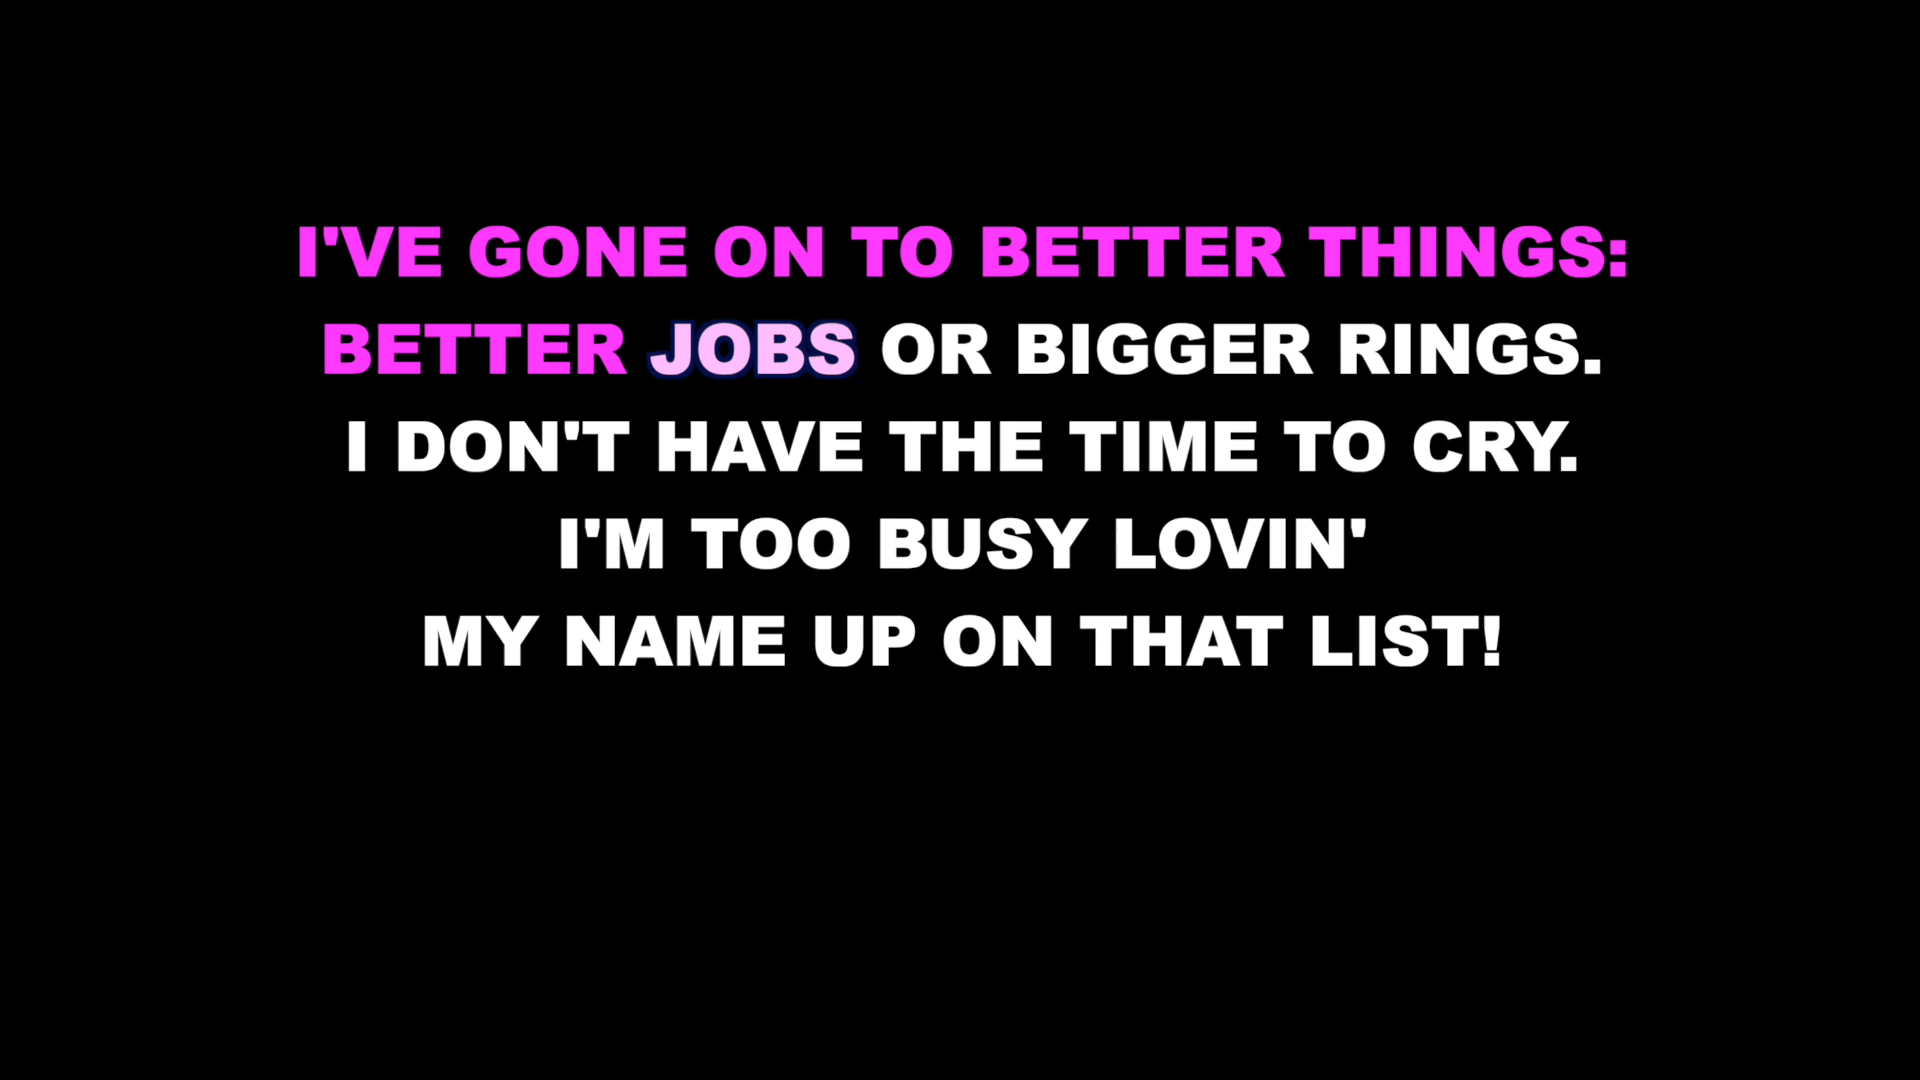 I'VE GONE ON TO BETTER THINGS:
BETTER JOBS OR BIGGER RINGS.
I DON'T HAVE THE TIME TO CRY.
I'M TOO BUSY LOVIN'
MY NAME UP ON THAT LIST!